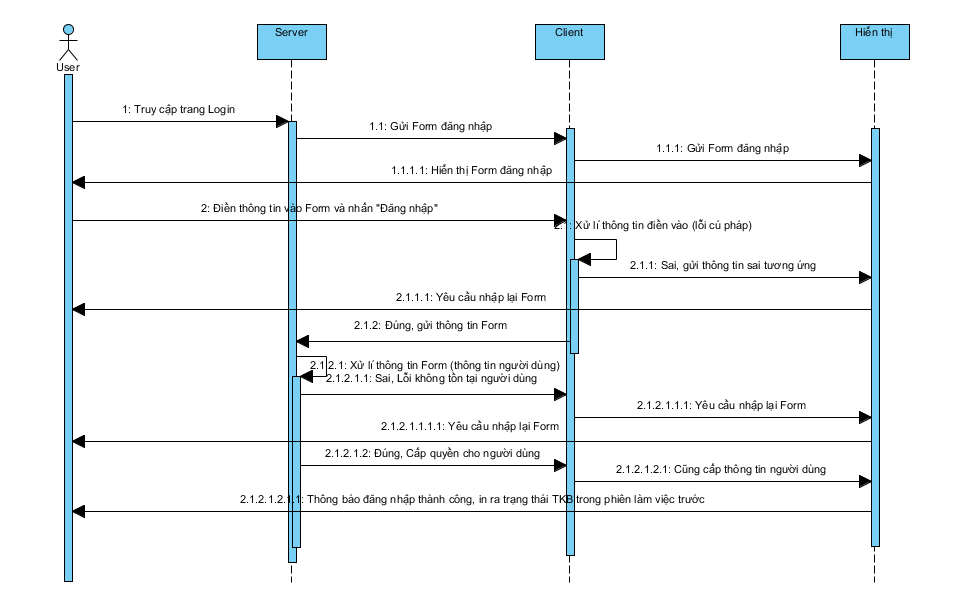 Server
Client
Hiển thị
User
1: Truy cập trang Login
1.1: Gửi Form đăng nhập
1.1.1: Gửi Form đăng nhập
1.1.1.1: Hiển thị Form đăng nhập
2: Điền thông tin vào Form và nhấn "Đăng nhập"
2.1: Xử lí thông tin điền vào (lỗi cú pháp)
2.1.1: Sai, gửi thông tin sai tương ứng
2.1.1.1: Yêu cầu nhập lại Form
2.1.2: Đúng, gửi thông tin Form
2.1.2.1: Xử lí thông tin Form (thông tin người dùng)
2.1.2.1.1: Sai, Lỗi không tồn tại người dùng
2.1.2.1.1.1: Yêu cầu nhập lại Form
2.1.2.1.1.1.1: Yêu cầu nhập lại Form
2.1.2.1.2: Đúng, Cấp quyền cho người dùng
2.1.2.1.2.1: Cũng cấp thông tin người dùng
2.1.2.1.2.1.1: Thông báo đăng nhập thành công, in ra trạng thái TKB trong phiên làm việc trước